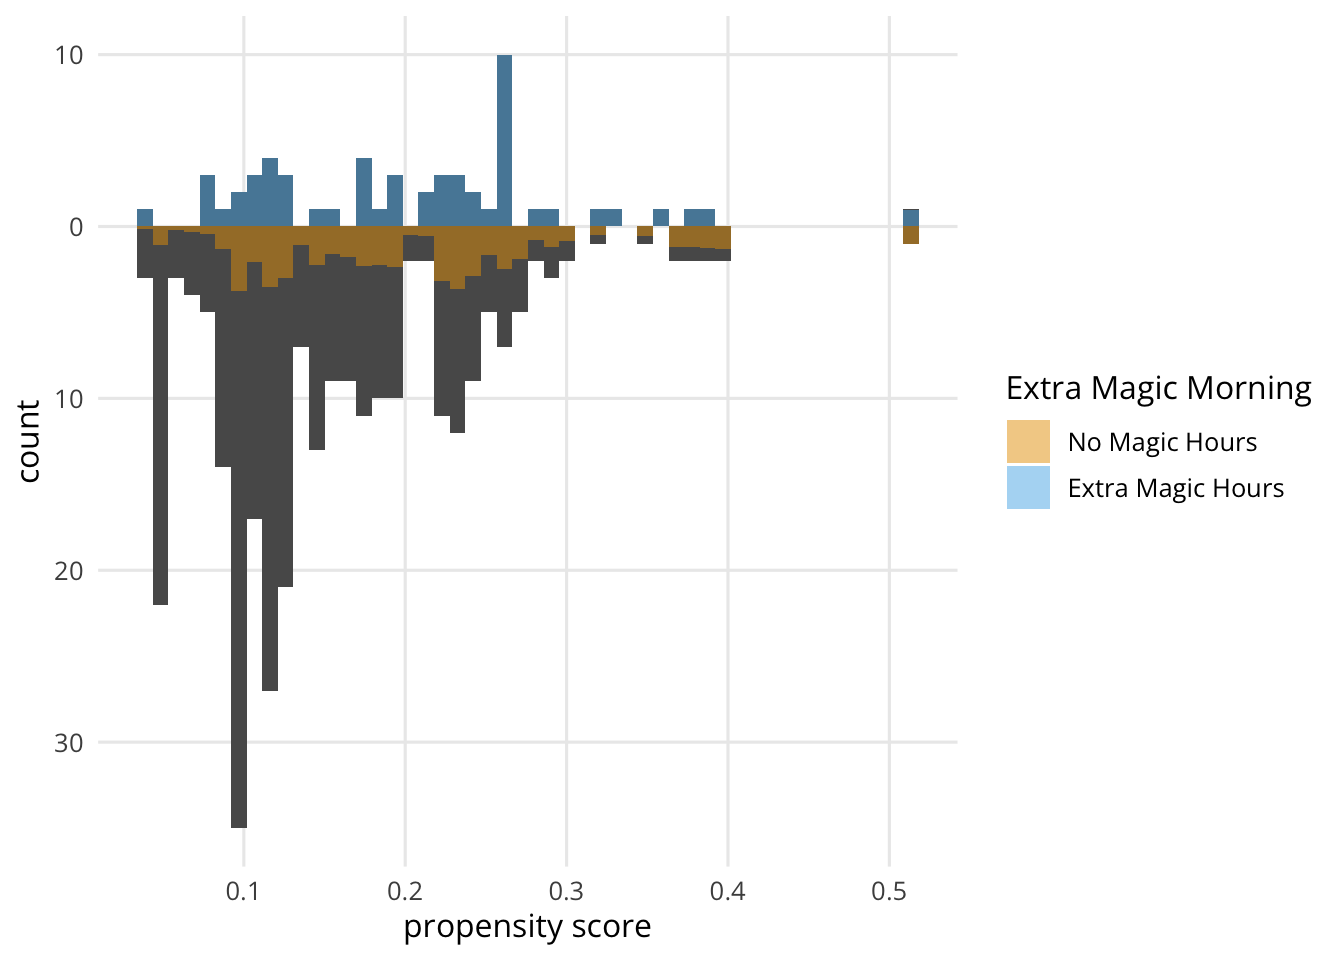 10
0
10
20
30
count
0.1 0.2 0.3 0.4 0.5
propensity score
Extra Magic Morning
No Magic Hours
Extra Magic Hours